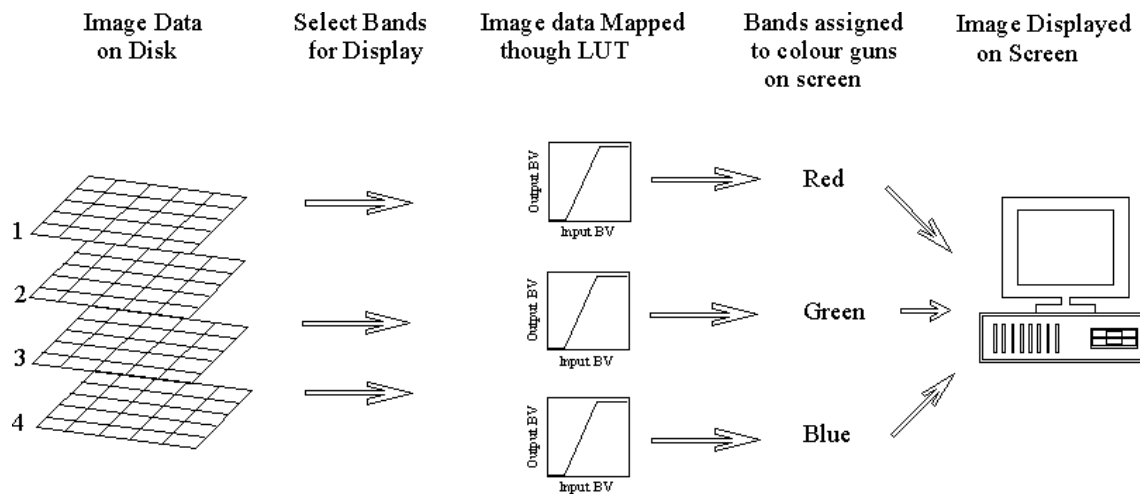 Image Data
on Disk
Select Bands
for Display
Image data Mapped
though LUT
Bands assigned
to colour guns
on screen
Image Displayed
on Screen
1
2
3
4
Output BV
Input BV
Red
Output BV
Input BV
Green
Output BV
Input BV
Blue